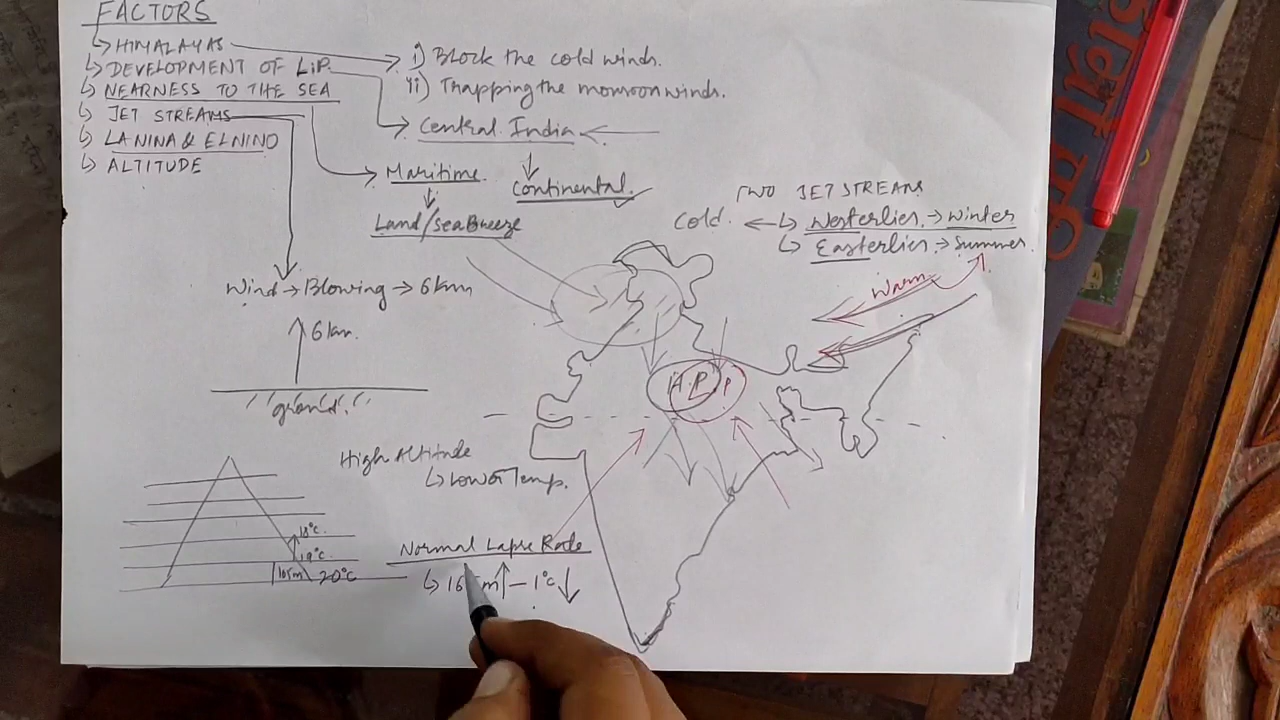 FACTORS
↳ HIMALAYAS
↳ DEVELOPMENT OF L.P.
↳ NEARNESS TO THE SEA
↳ JET STREAMS
↳ LA NINA & EL NINO
↳ ALTITUDE
i) Block the cold winds.
ii) Trapping the monsoon winds.
Central India
Continental.
Maritime.
Land/Sea Breeze
TWO JET STREAMS
Cold. ← ↳ Westerlies → Winter
↳ Easterlies → Summer.
Warm
Wind → Blowing → 6 km
6 km.
ground.
H.P
P
High Altitude
↳ Lower Temp.
Normal Lapse Rate
↳ 16 m↑ – 1°C↓
18°C.
19°C
165m 20°C